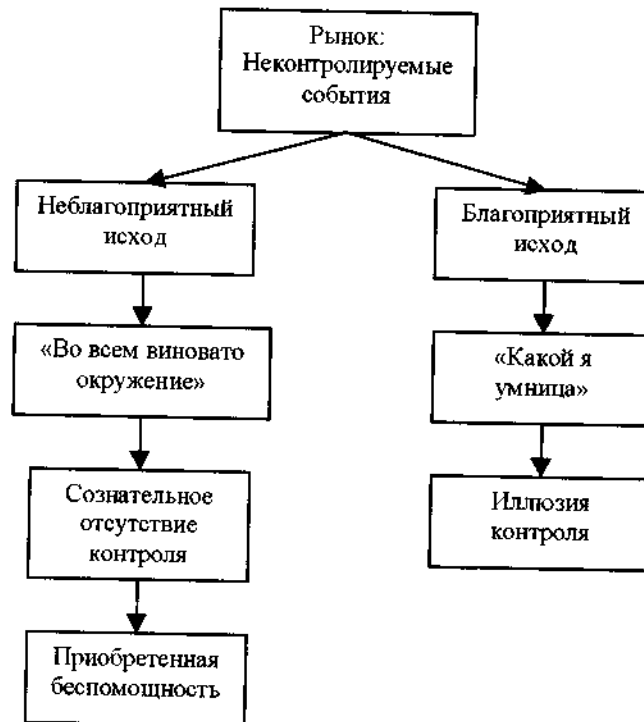 Рынок:
Неконтролируемые
события
Неблагоприятный
исход
Благоприятный
исход
«Во всем виновато
окружение»
«Какой я
умница»
Сознательное
отсутствие
контроля
Иллюзия
контроля
Приобретенная
беспомощность